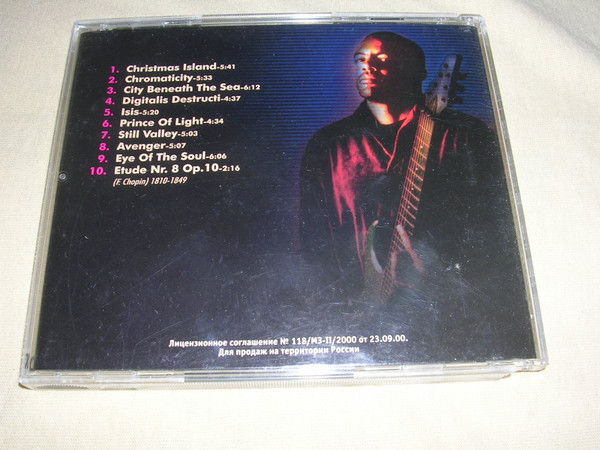 1. Christmas Island-5:41
2. Chromaticity-5:33
3. City Beneath The Sea-6:12
4. Digitalis Destructi-4:37
5. Isis-5:20
6. Prince Of Light-4:34
7. Still Valley-5:03
8. Avenger-5:07
9. Eye Of The Soul-6:06
10. Etude Nr. 8 Op.10-2:16
(F. Chopin) 1810-1849
Лицензионное соглашение № 118/МЗ-II/2000 от 23.09.00.
Для продаж на территории России